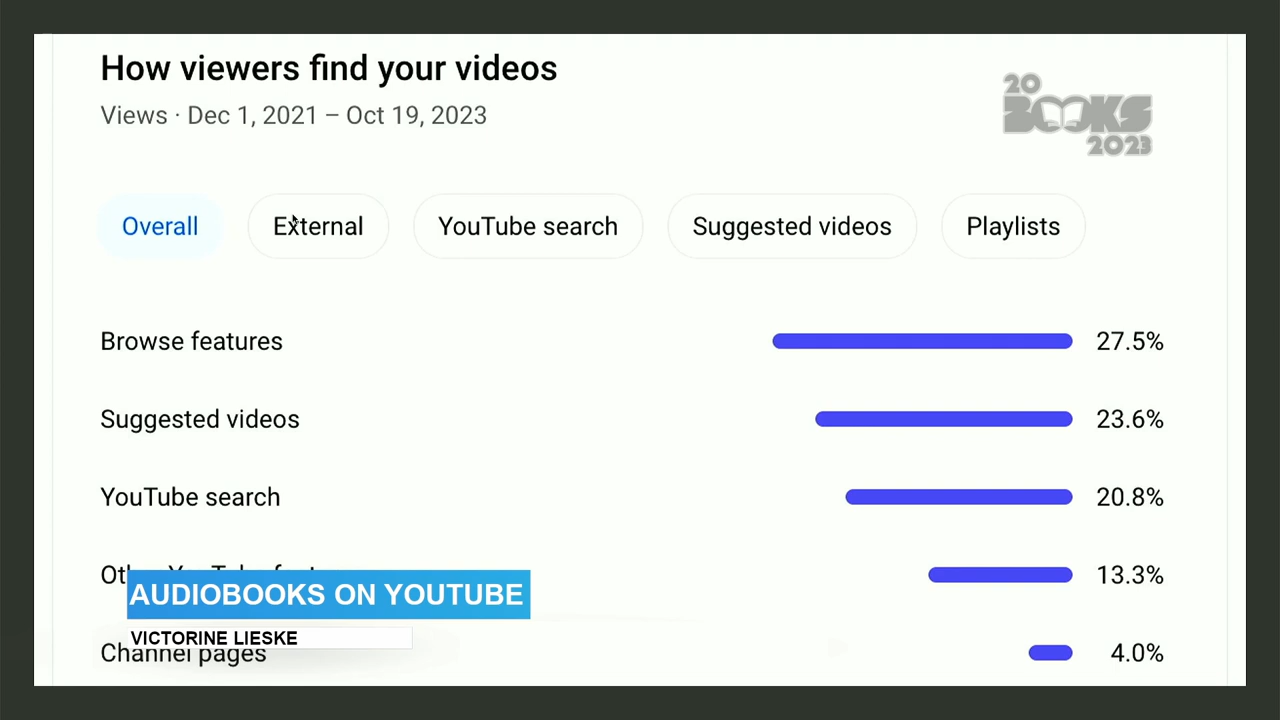 How viewers find your videos
Views · Dec 1, 2021 – Oct 19, 2023
20
BOOKS
2023
Overall
External
YouTube search
Suggested videos
Playlists
Browse features 27.5%
Suggested videos 23.6%
YouTube search 20.8%
13.3%
AUDIOBOOKS ON YOUTUBE
VICTORINE LIESKE
Channel pages 4.0%